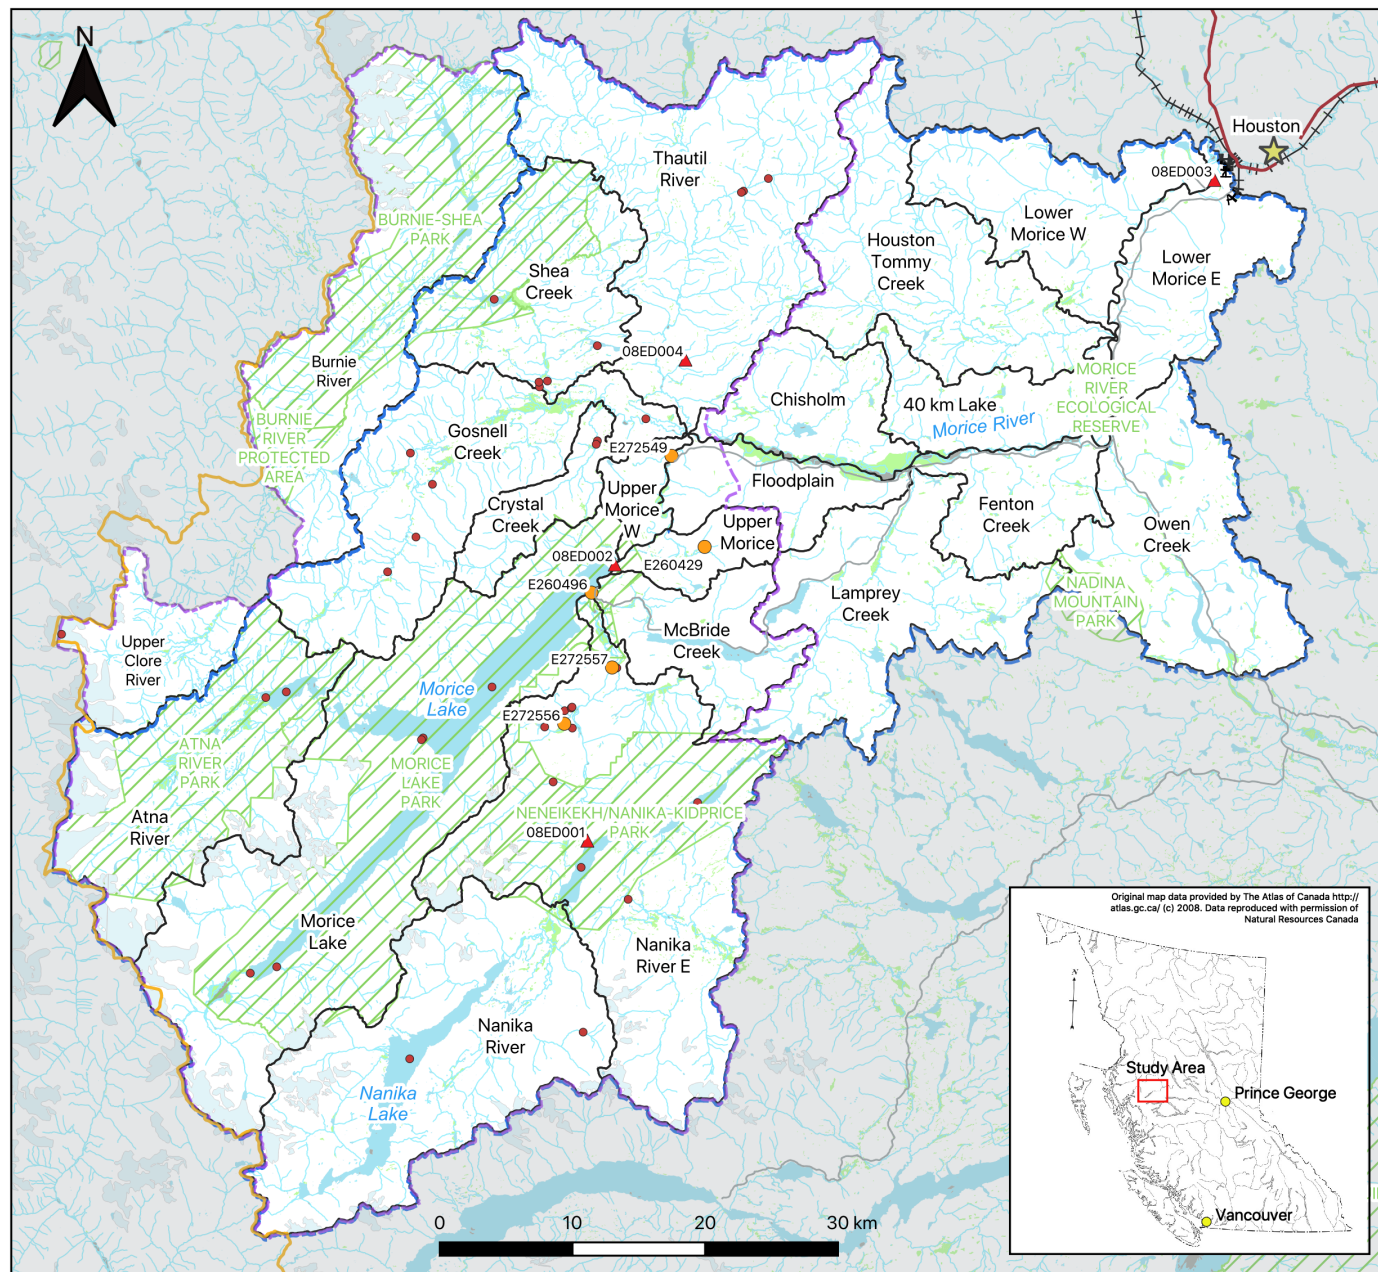 N
Houston
08ED003
Thautil
River
BURNIE-SHEA
PARK
Lower
Morice W
Houston
Tommy
Creek
Lower
Morice E
Shea
Creek
08ED004
Burnie
River
MORICE
RIVER
ECOLOGICAL
RESERVE
Chisholm
40 km Lake
Morice River
BURNIE
RIVER
PROTECTED
AREA
Gosnell
Creek
E272549
Floodplain
Upper
Morice
W
Crystal
Creek
Fenton
Creek
Upper
Morice
Owen
Creek
08ED002
E260429
E260496
NADINA
MOUNTAIN
PARK
Lamprey
Creek
McBride
Creek
Upper
Clore
River
E272557
Morice
Lake
E272556
ATNA
RIVER
PARK
MORICE
LAKE
PARK
NENEIKEKH/NANIKA-KIDPRICE
PARK
Atna
River
08ED001
Morice
Lake
Nanika
River E
Nanika
River
Nanika
Lake
0
10
20
30 km
Original map data provided by The Atlas of Canada http://
atlas.gc.ca/ (c) 2008. Data reproduced with permission of
Natural Resources Canada
N
Study Area
Prince George
Vancouver